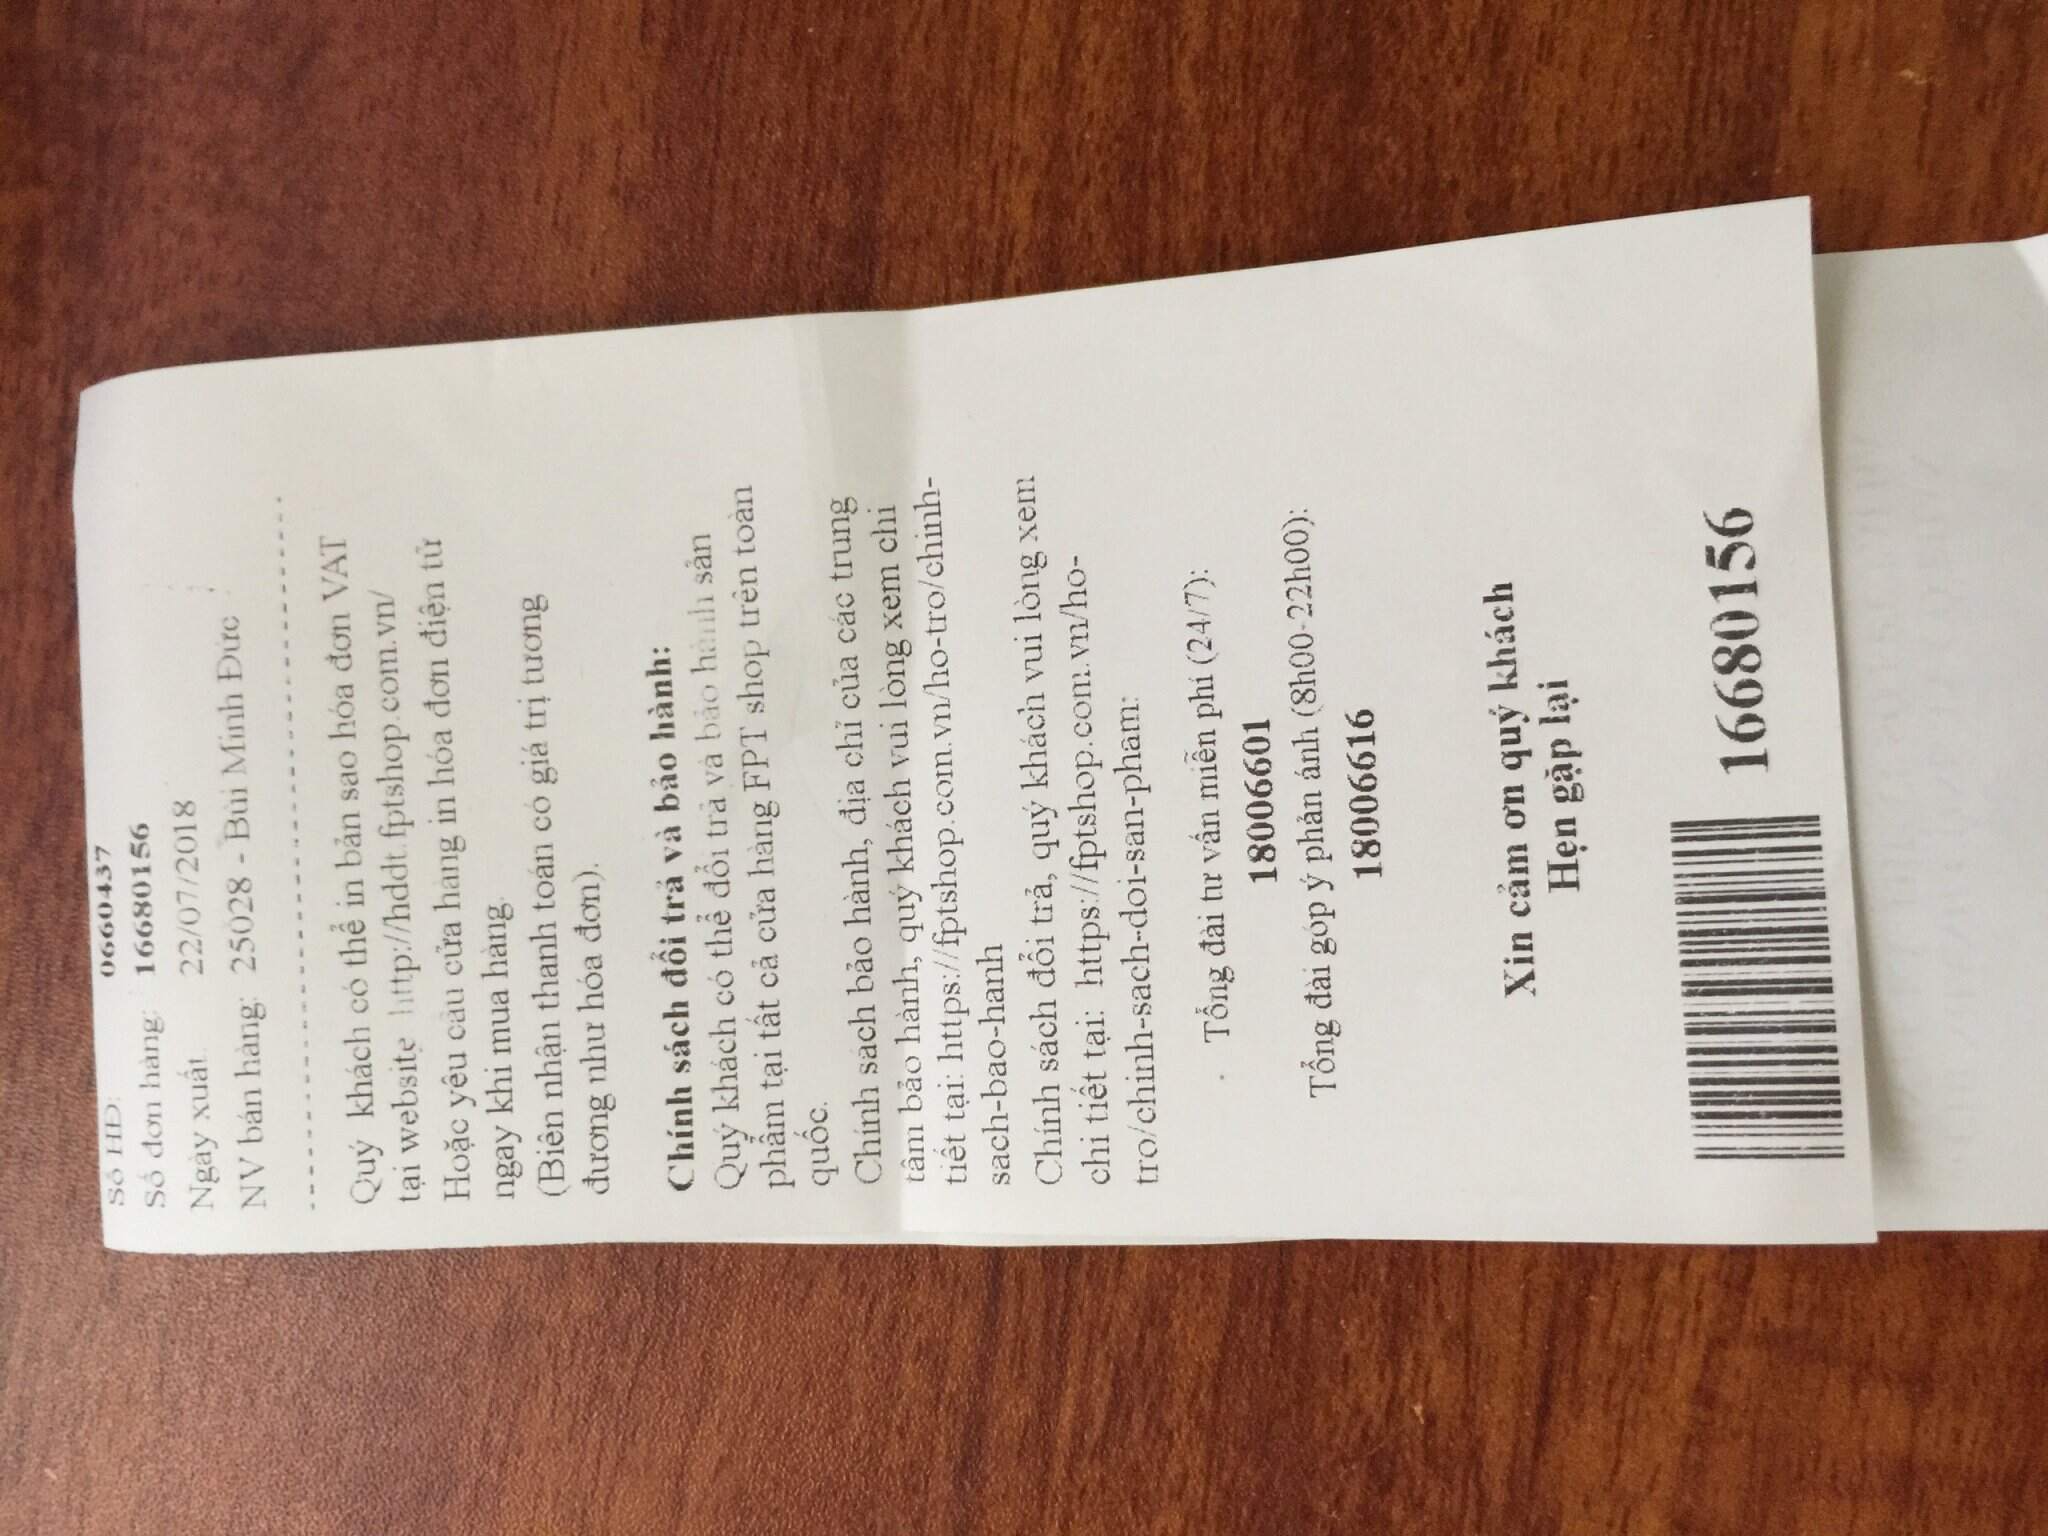 Số HĐ: 0660437
Số đơn hàng: 16680156
Ngày xuất: 22/07/2018
NV bán hàng: 25028 - Bùi Minh Đức
Quý khách có thể in bản sao hóa đơn VAT
tại website http://hddt.fptshop.com.vn/
Hoặc yêu cầu cửa hàng in hóa đơn điện tử
ngay khi mua hàng.
(Biên nhận thanh toán có giá trị tương
đương như hóa đơn).
Chính sách đổi trả và bảo hành:
Quý khách có thể đổi trả và bảo hành sản
phẩm tại tất cả cửa hàng FPT shop trên toàn
quốc.
Chính sách bảo hành, địa chỉ của các trung
tâm bảo hành, quý khách vui lòng xem chi
tiết tại: https://fptshop.com.vn/ho-tro/chinh-
sach-bao-hanh
Chính sách đổi trả, quý khách vui lòng xem
chi tiết tại: https://fptshop.com.vn/ho-
tro/chinh-sach-doi-san-pham:
Tổng đài tư vấn miễn phí (24/7):
18006601
Tổng đài góp ý phản ánh (8h00-22h00):
18006616
Xin cảm ơn quý khách
Hẹn gặp lại
16680156